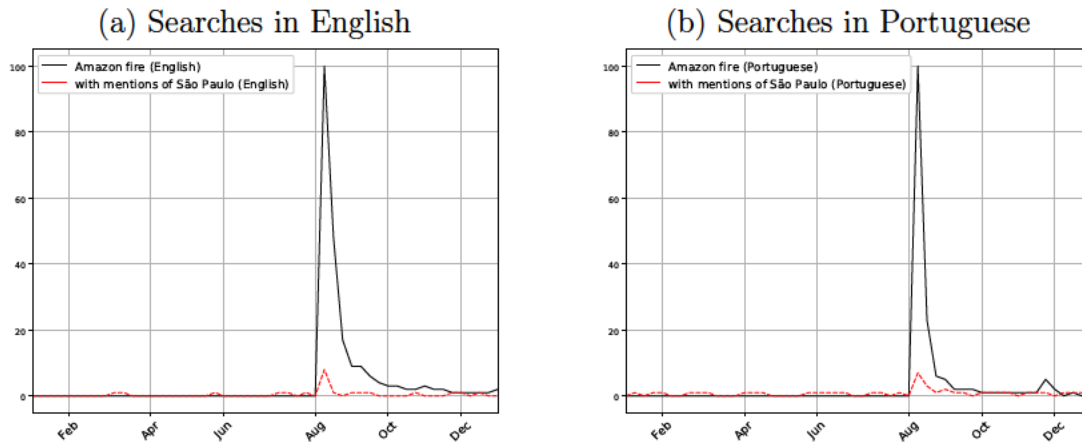 (a) Searches in English
Amazon fire (English)
with mentions of São Paulo (English)
100
80
60
40
20
0
Feb
Apr
Jun
Aug
Oct
Dec
(b) Searches in Portuguese
Amazon fire (Portuguese)
with mentions of São Paulo (Portuguese)
100
80
60
40
20
0
Feb
Apr
Jun
Aug
Oct
Dec